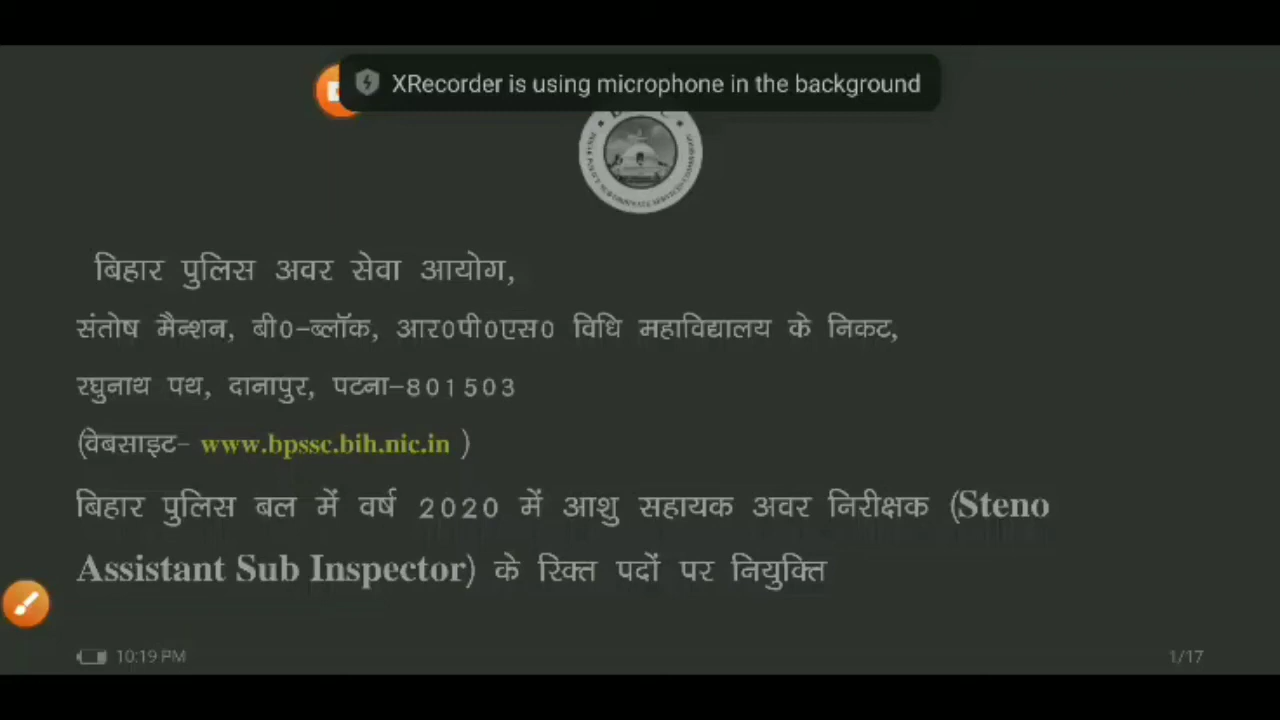 XRecorder is using microphone in the background
बिहार पुलिस अवर सेवा आयोग,
संतोष मैन्शन, बी0-ब्लॉक, आर0पी0एस0 विधि महाविद्यालय के निकट,
रघुनाथ पथ, दानापुर, पटना-801503
(वेबसाइट- www.bpssc.bih.nic.in )
बिहार पुलिस बल में वर्ष 2020 में आशु सहायक अवर निरीक्षक (Steno
Assistant Sub Inspector) के रिक्त पदों पर नियुक्ति
10:19 PM
1/17